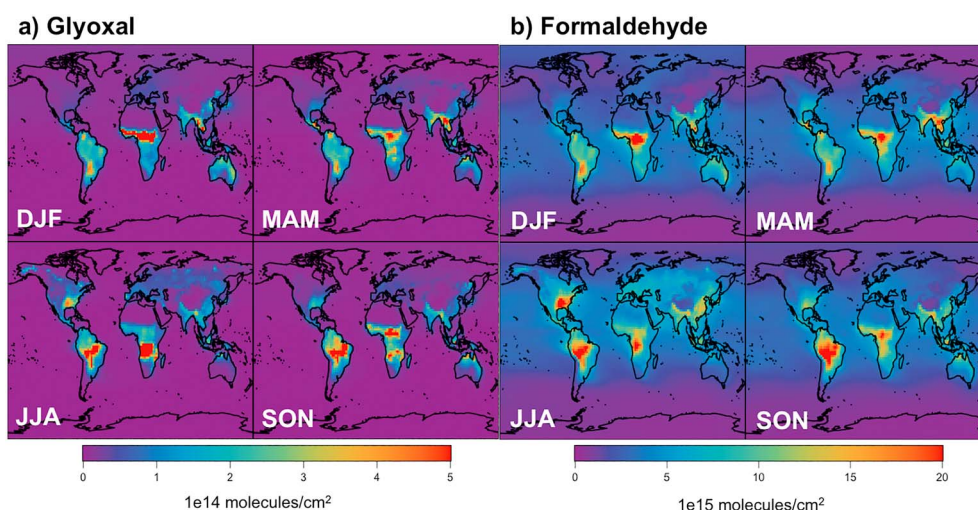 a) Glyoxal
b) Formaldehyde
DJF
MAM
DJF
MAM
JJA
SON
JJA
SON
0 1 2 3 4 5
0 5 10 15 20
1e14 molecules/cm²
1e15 molecules/cm²